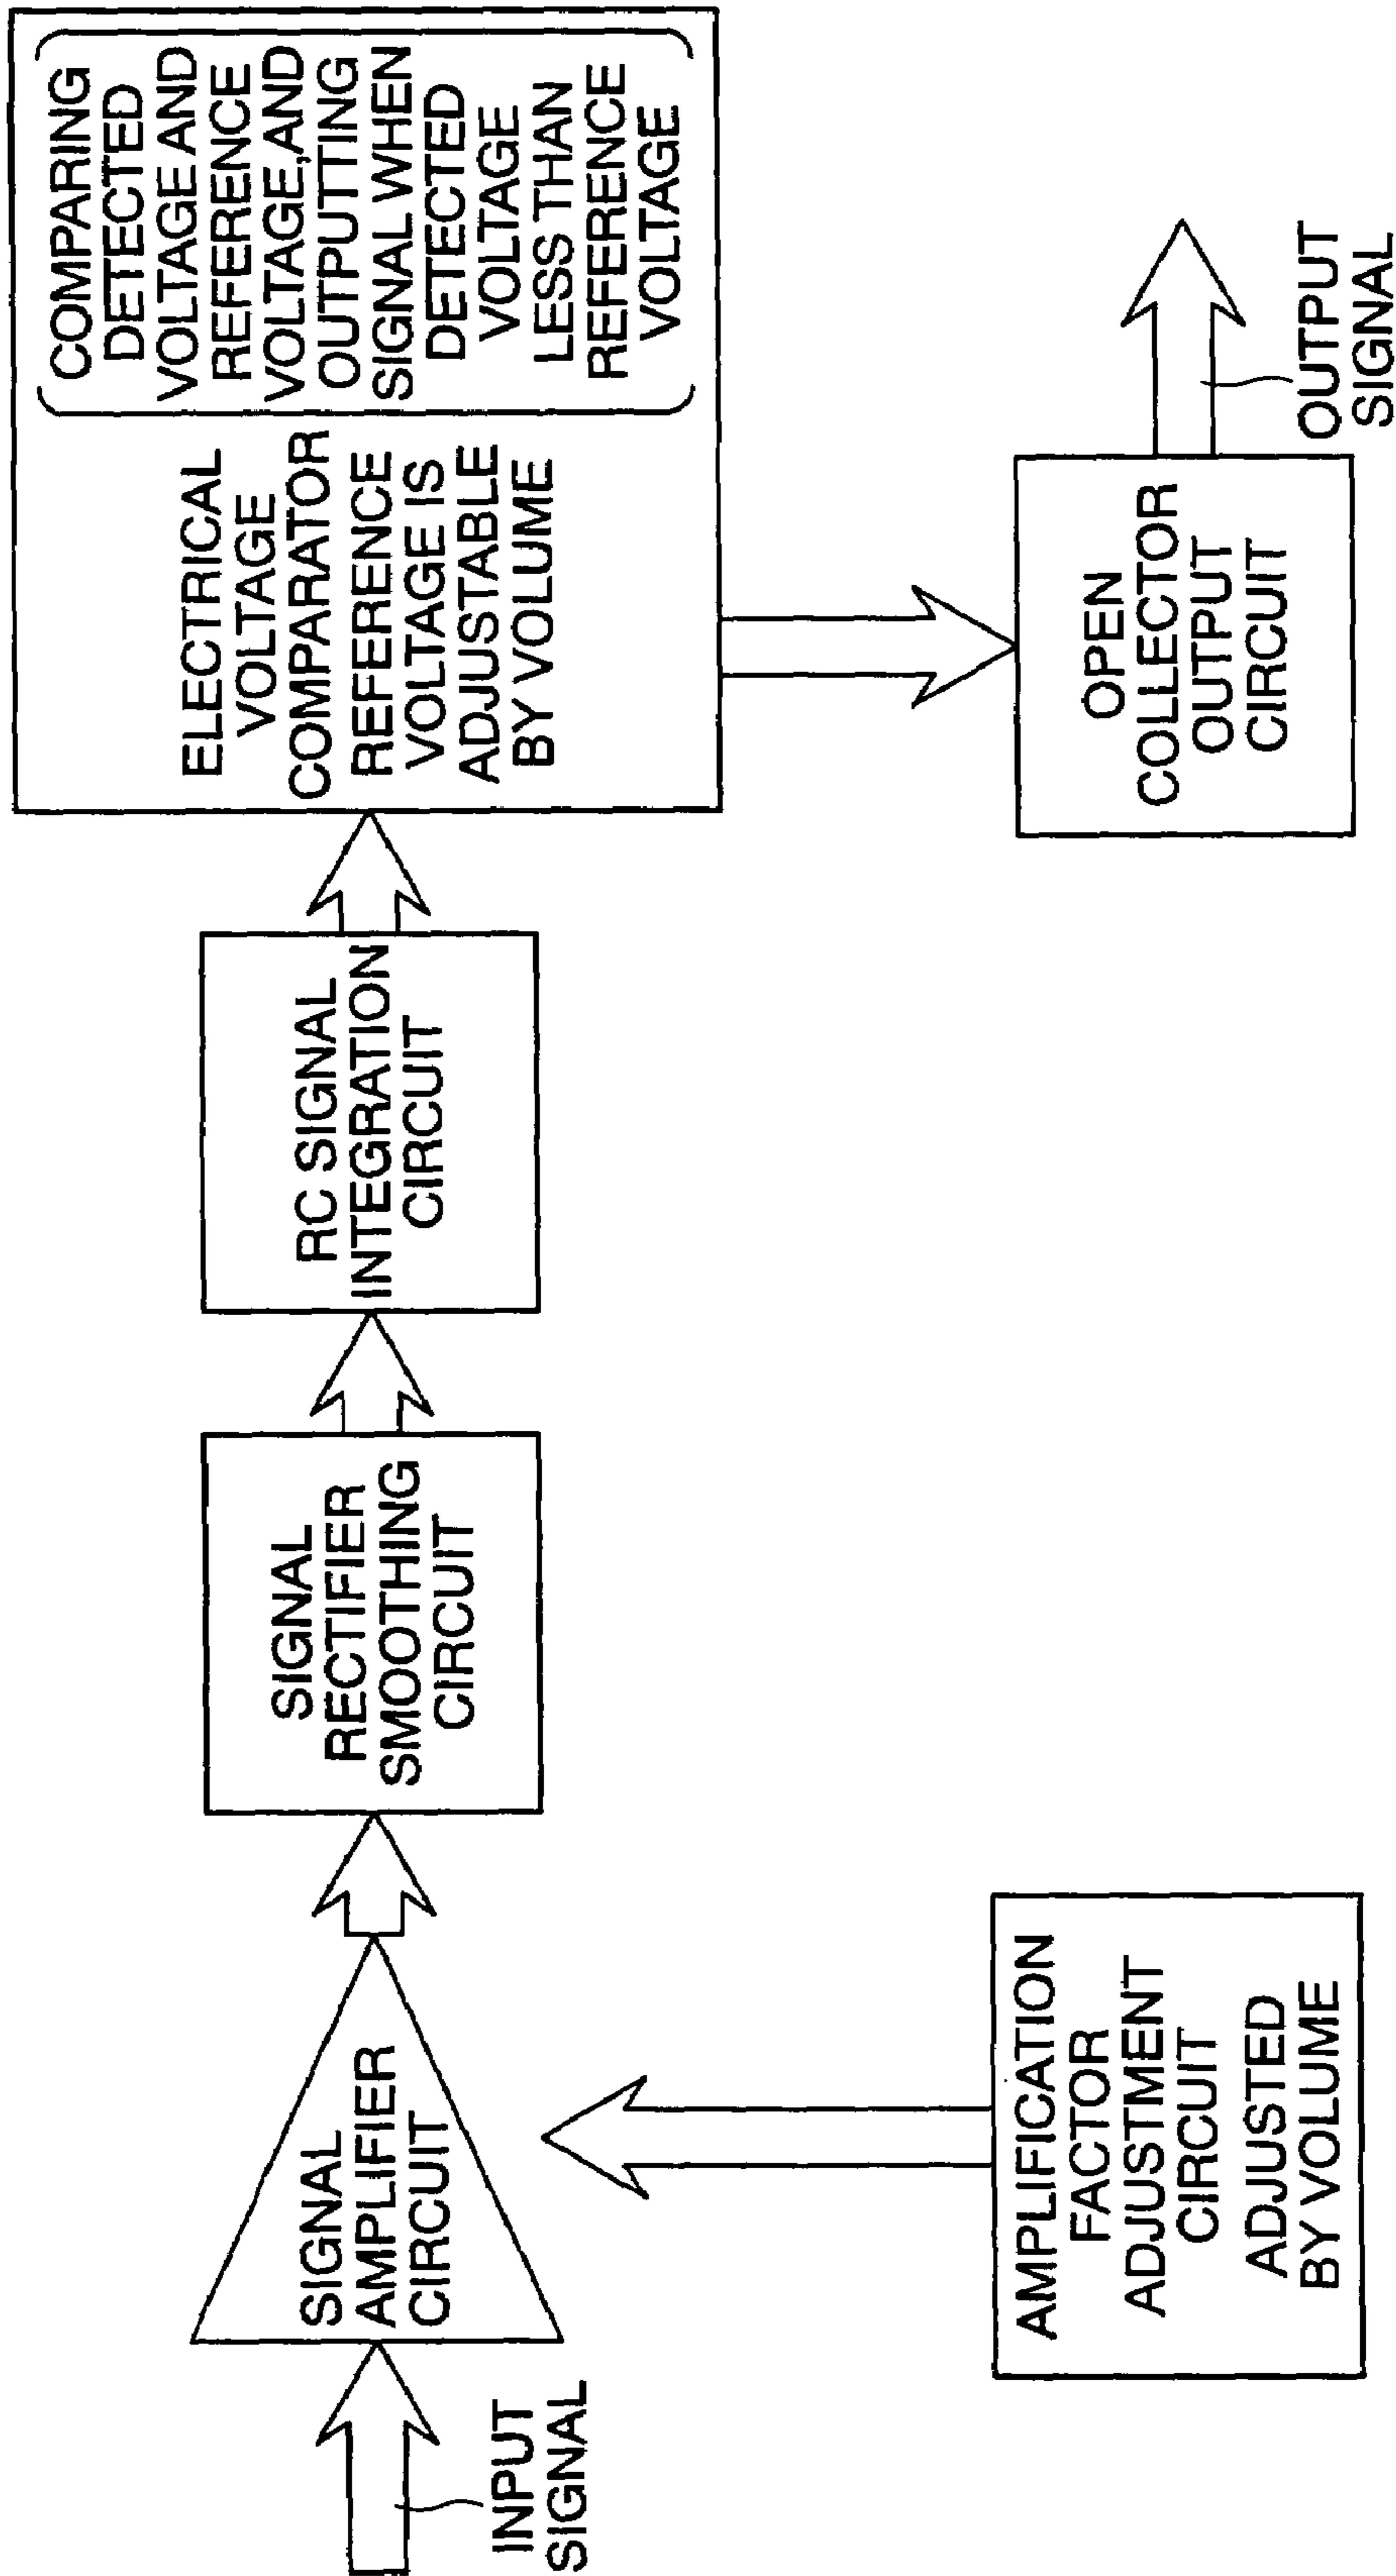 INPUT
SIGNAL
SIGNAL
AMPLIFIER
CIRCUIT
AMPLIFICATION
FACTOR
ADJUSTMENT
CIRCUIT
ADJUSTED
BY VOLUME
SIGNAL
RECTIFIER
SMOOTHING
CIRCUIT
RC SIGNAL
INTEGRATION
CIRCUIT
ELECTRICAL
VOLTAGE
COMPARATOR
REFERENCE
VOLTAGE IS
ADJUSTABLE
BY VOLUME
COMPARING
DETECTED
VOLTAGE AND
REFERENCE
VOLTAGE,AND
OUTPUTTING
SIGNAL WHEN
DETECTED
VOLTAGE
LESS THAN
REFERENCE
VOLTAGE
OPEN
COLLECTOR
OUTPUT
CIRCUIT
OUTPUT
SIGNAL